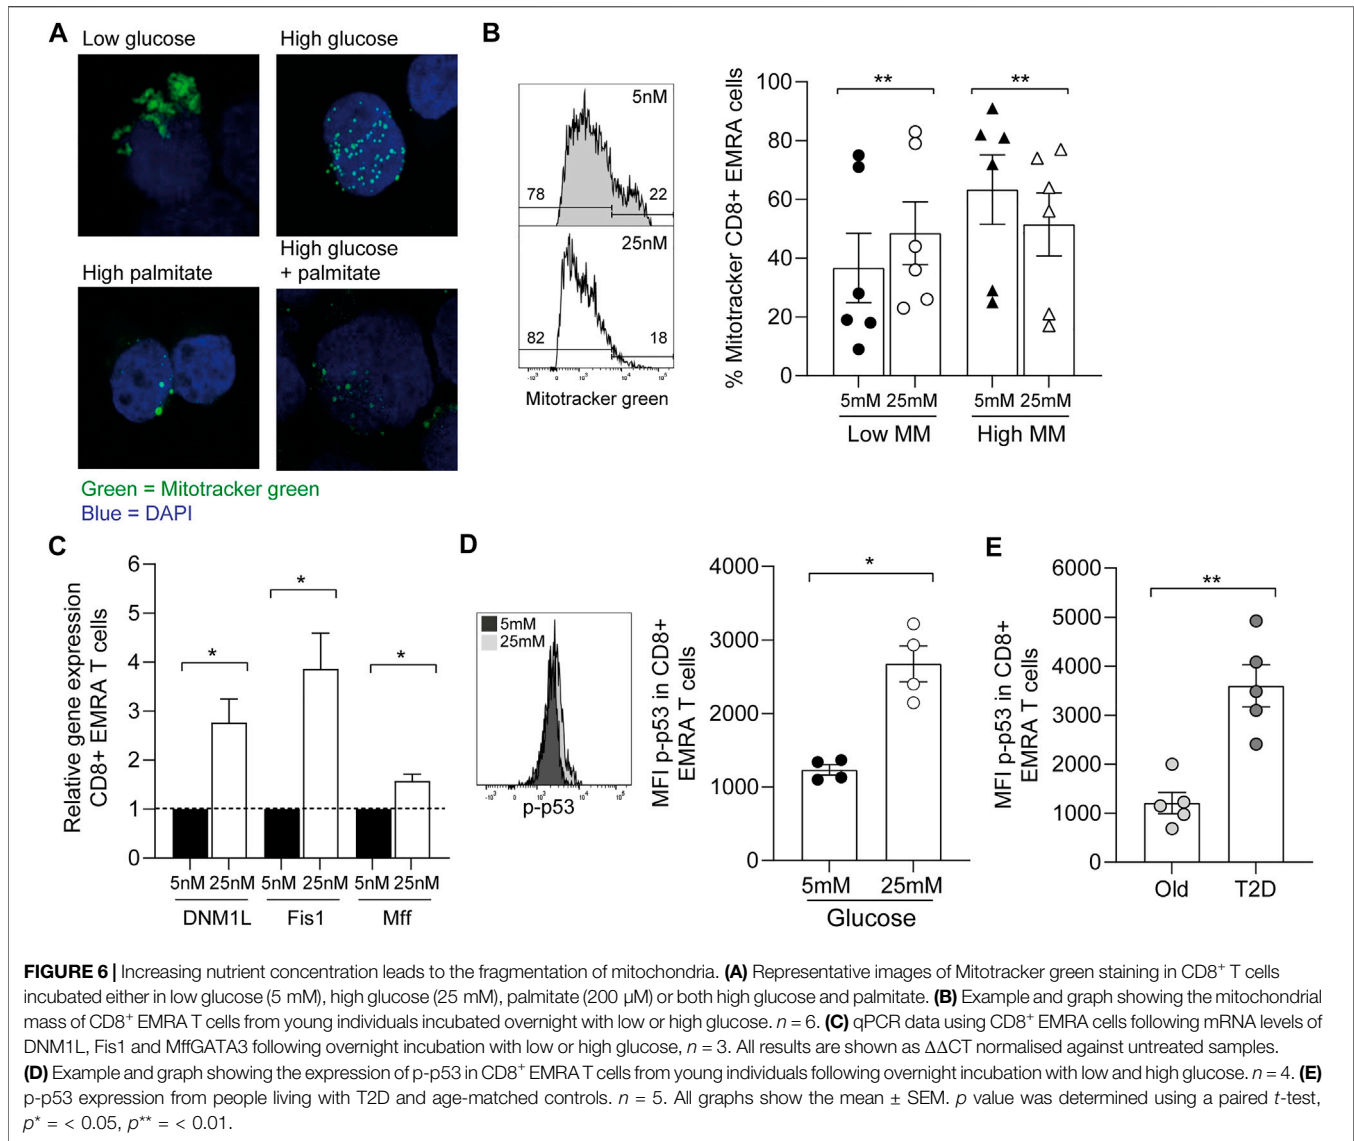 A
Low glucose
High glucose
High palmitate
High glucose
+ palmitate
Green = Mitotracker green
Blue = DAPI
B
5nM
78
22
25nM
82
18
-10³ 0 10³ 10⁴ 10⁵
Mitotracker green
% Mitotracker CD8+ EMRA cells
100
80
60
40
20
0
**
**
5mM 25mM 5mM 25mM
Low MM
High MM
C
Relative gene expression
CD8+ EMRA T cells
6
5
4
3
2
1
0
*
*
*
5nM 25nM 5nM 25nM 5nM 25nM
DNM1L Fis1 Mff
D
5mM
25mM
-10³ 0 10³ 10⁴ 10⁵
p-p53
MFI p-p53 in CD8+
EMRA T cells
4000
3000
2000
1000
0
*
5mM 25mM
Glucose
E
MFI p-p53 in CD8+
EMRA T cells
6000
5000
4000
3000
2000
1000
0
**
Old T2D
FIGURE 6 | Increasing nutrient concentration leads to the fragmentation of mitochondria. (A) Representative images of Mitotracker green staining in CD8⁺ T cells
incubated either in low glucose (5 mM), high glucose (25 mM), palmitate (200 µM) or both high glucose and palmitate. (B) Example and graph showing the mitochondrial
mass of CD8⁺ EMRA T cells from young individuals incubated overnight with low or high glucose. n = 6. (C) qPCR data using CD8⁺ EMRA cells following mRNA levels of
DNM1L, Fis1 and MffGATA3 following overnight incubation with low or high glucose, n = 3. All results are shown as ΔΔCT normalised against untreated samples.
(D) Example and graph showing the expression of p-p53 in CD8⁺ EMRA T cells from young individuals following overnight incubation with low and high glucose. n = 4. (E)
p-p53 expression from people living with T2D and age-matched controls. n = 5. All graphs show the mean ± SEM. p value was determined using a paired t-test,
p* = < 0.05, p** = < 0.01.